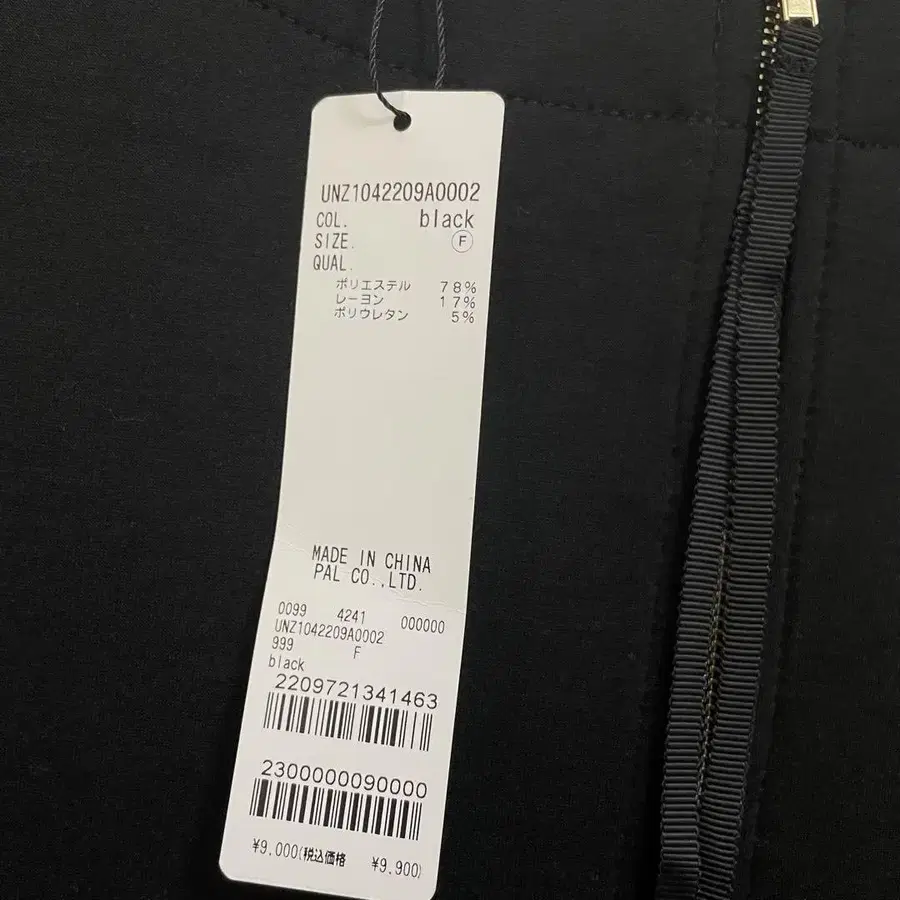 UNZ1042209A0002
COL. black
SIZE. F
QUAL.
ポリエステル 78%
レーヨン 17%
ポリウレタン 5%
MADE IN CHINA
PAL CO.,LTD.
0099 4241 000000
UNZ1042209A0002
999 F
black
2209721341463
2300000090000
¥9,000(税込価格 ¥9,900)